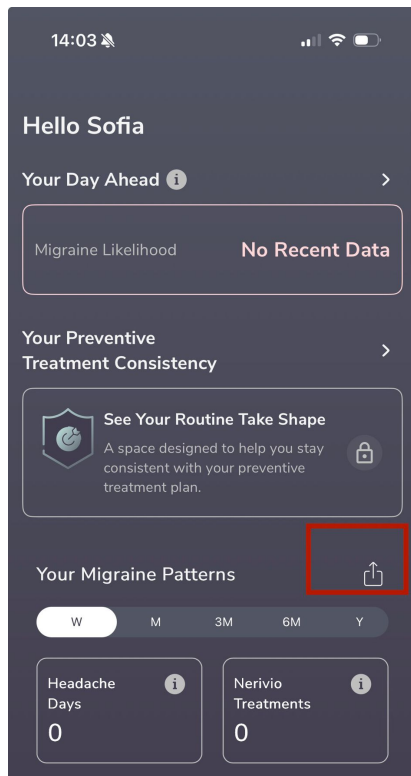 14:03
Hello Sofia
Your Day Ahead i
Migraine Likelihood No Recent Data
Your Preventive
Treatment Consistency
See Your Routine Take Shape
A space designed to help you stay
consistent with your preventive
treatment plan.
Your Migraine Patterns
W M 3M 6M Y
Headache i
Days
0
Nerivio i
Treatments
0